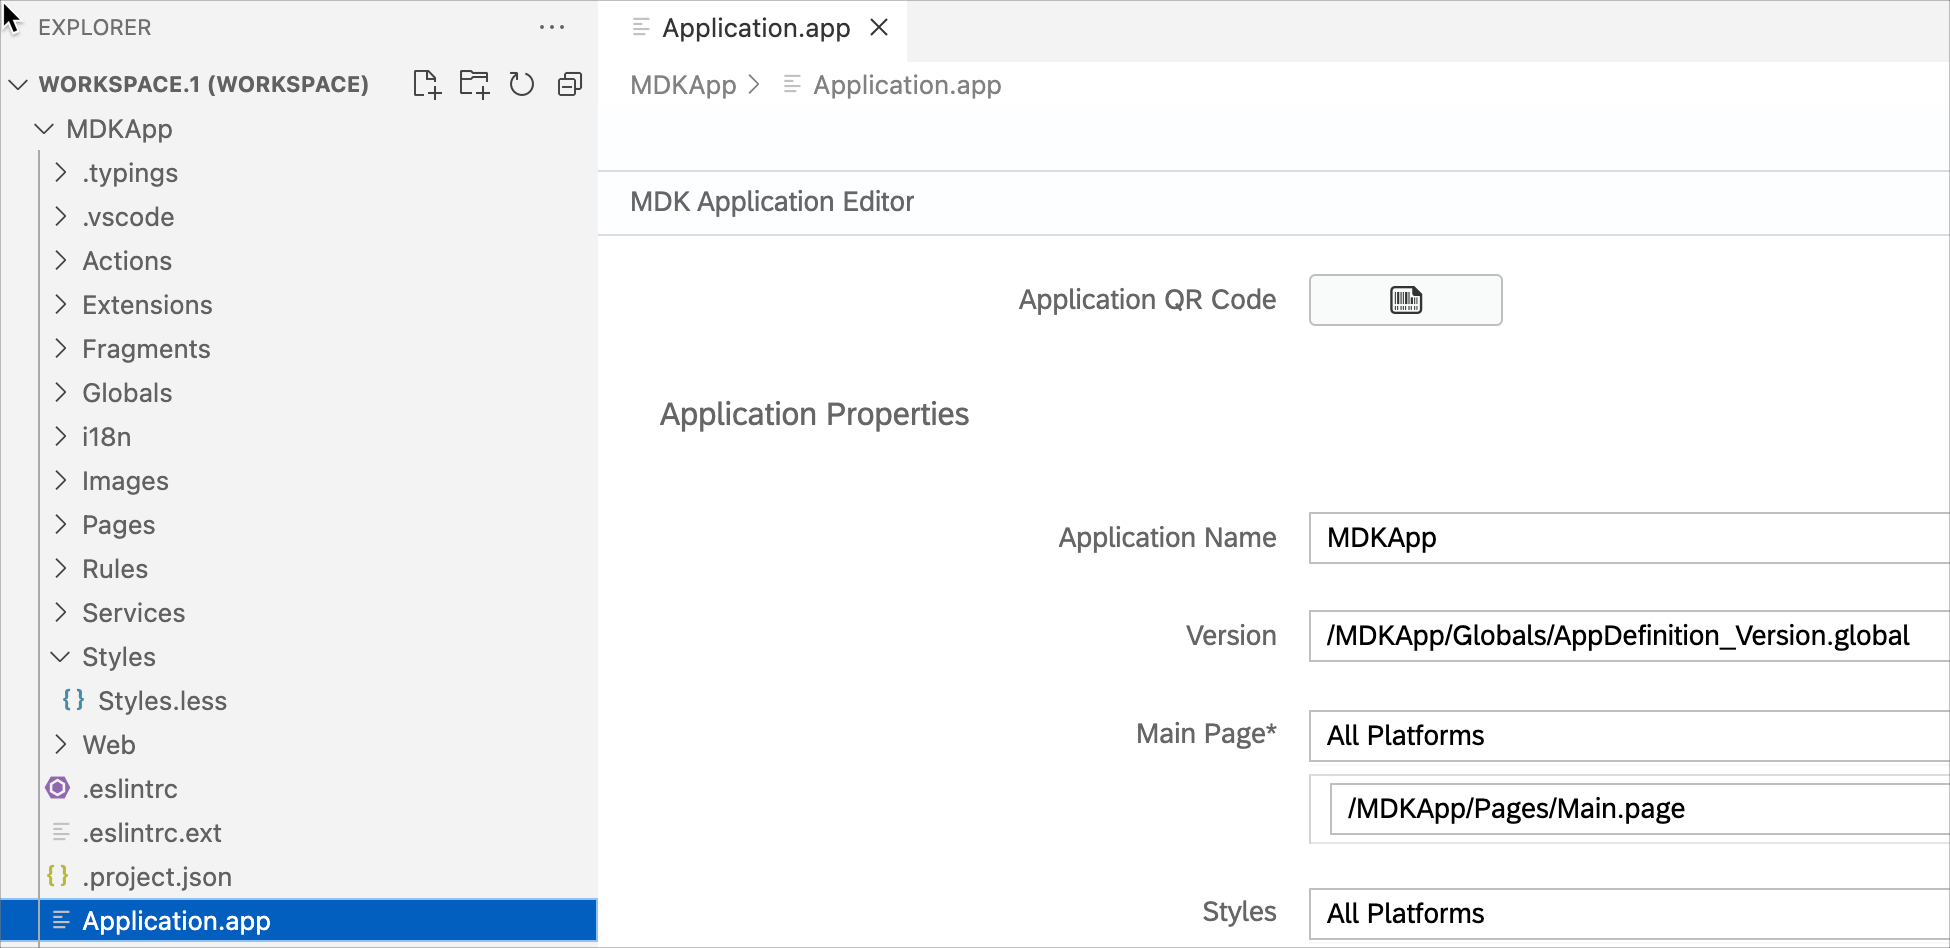 EXPLORER
WORKSPACE.1 (WORKSPACE)
MDKApp
.typings
.vscode
Actions
Extensions
Fragments
Globals
i18n
Images
Pages
Rules
Services
Styles
{} Styles.less
Web
.eslintrc
.eslintrc.ext
{} .project.json
Application.app
Application.app
MDKApp > Application.app
MDK Application Editor
Application QR Code
Application Properties
Application Name MDKApp
Version /MDKApp/Globals/AppDefinition_Version.global
Main Page* All Platforms
/MDKApp/Pages/Main.page
Styles All Platforms